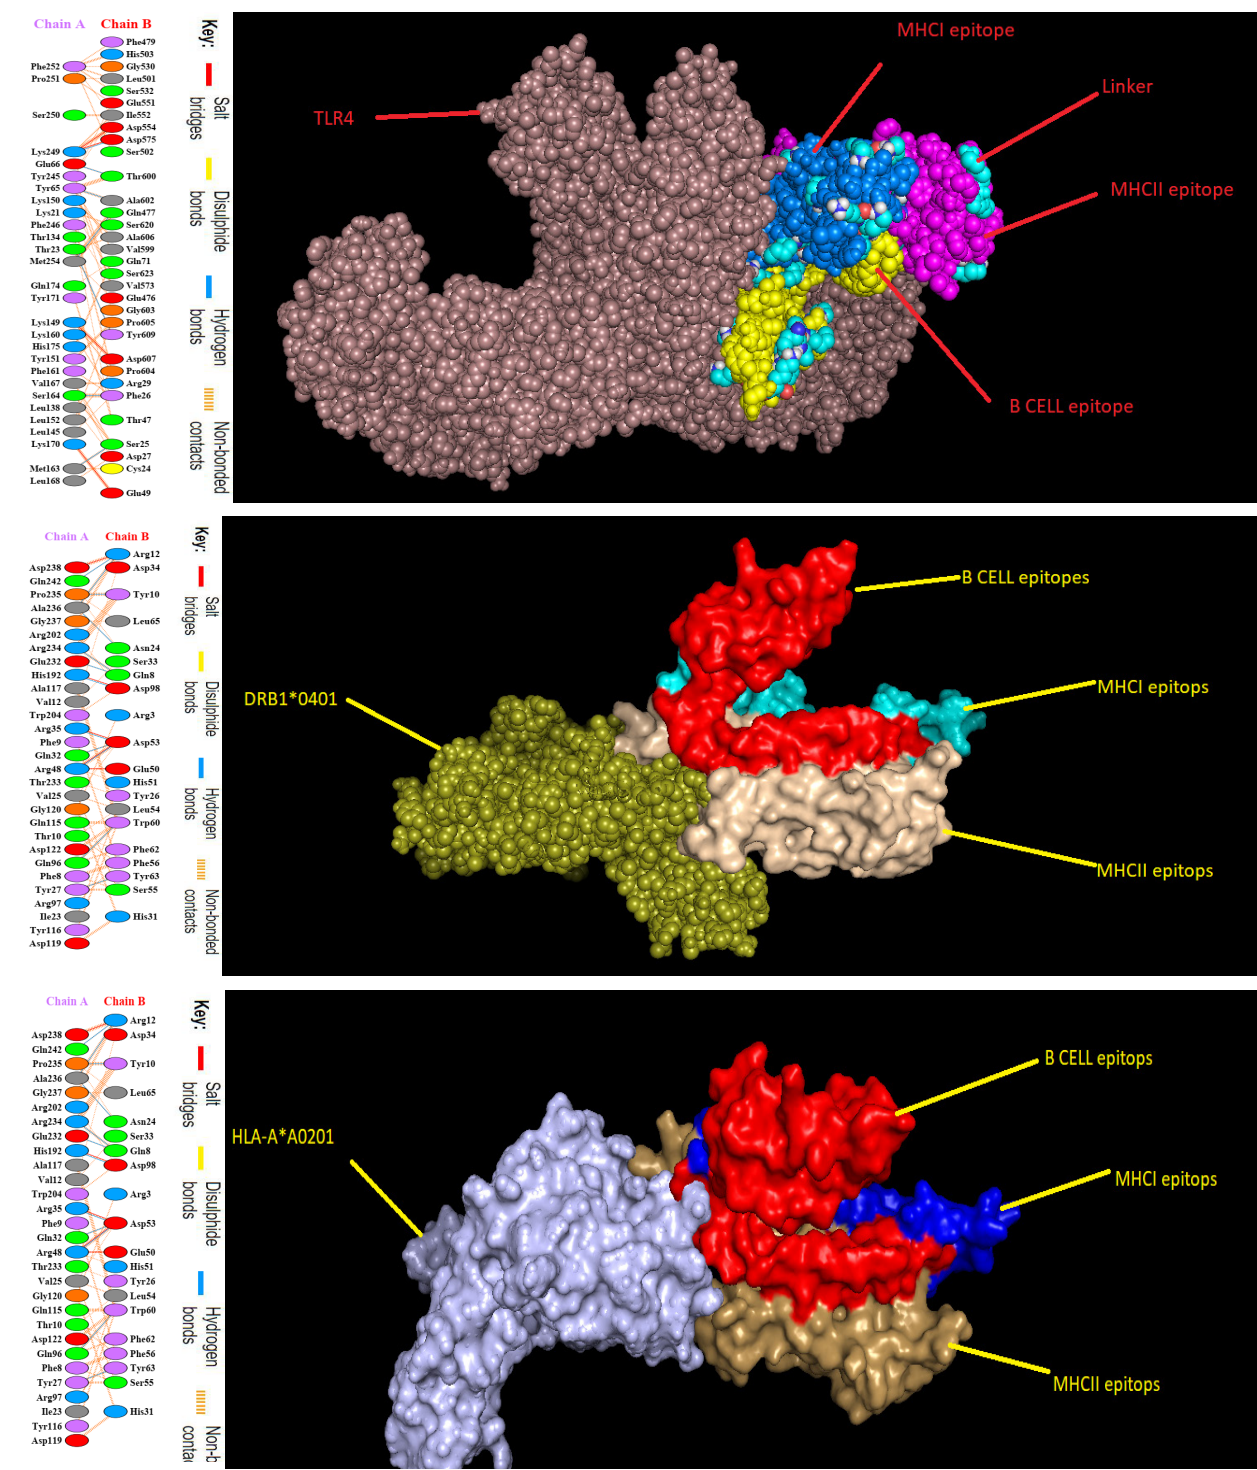 Chain A Chain B
Phe479
His503
Phe252 Gly530
Pro251 Leu501
Ser532
Glu551
Ser250 Ile552
Asp554
Asp575
Lys249 Ser502
Glu66
Tyr245 Thr600
Tyr65
Lys150 Ala602
Lys21 Gln477
Phe246 Ser620
Thr134 Ala606
Thr23 Val599
Met254 Gln71
Ser623
Gln174 Val573
Tyr171 Glu476
Gly603
Lys149 Pro605
Lys160 Tyr609
His175
Tyr151 Asp607
Phe161 Pro604
Val167 Arg29
Ser164 Phe26
Leu138
Leu152 Thr47
Leu145
Lys170 Ser25
Asp27
Met163 Cys24
Leu168
Glu49
Key:
Salt
bridges
Disulphide
bonds
Hydrogen
bonds
Non-bonded
contacts
MHCI epitope
Linker
TLR4
MHCII epitope
B CELL epitope
Chain A Chain B
Arg12
Asp238 Asp34
Gln242
Pro235 Tyr10
Ala236
Gly237 Leu65
Arg202
Arg234 Asn24
Glu232 Ser33
His192 Gln8
Ala117 Asp98
Val12
Trp204 Arg3
Arg35
Phe9 Asp53
Gln32
Arg48 Glu50
Thr233 His51
Val25 Tyr26
Gly120 Leu54
Gln115 Trp60
Thr10
Asp122 Phe62
Gln96 Phe56
Phe8 Tyr63
Tyr27 Ser55
Arg97
Ile23 His31
Tyr116
Asp119
Key:
Salt
bridges
Disulphide
bonds
Hydrogen
bonds
Non-bonded
contacts
B CELL epitopes
MHCI epitops
DRB1*0401
MHCII epitops
Chain A Chain B
Arg12
Asp238 Asp34
Gln242
Pro235 Tyr10
Ala236
Gly237 Leu65
Arg202
Arg234 Asn24
Glu232 Ser33
His192 Gln8
Ala117 Asp98
Val12
Trp204 Arg3
Arg35
Phe9 Asp53
Gln32
Arg48 Glu50
Thr233 His51
Val25 Tyr26
Gly120 Leu54
Gln115 Trp60
Thr10
Asp122 Phe62
Gln96 Phe56
Phe8 Tyr63
Tyr27 Ser55
Arg97
Ile23 His31
Tyr116
Asp119
Key:
Salt
bridges
Disulphide
bonds
Hydrogen
bonds
Non-b
contac
B CELL epitops
HLA-A*A0201
MHCI epitops
MHCII epitops